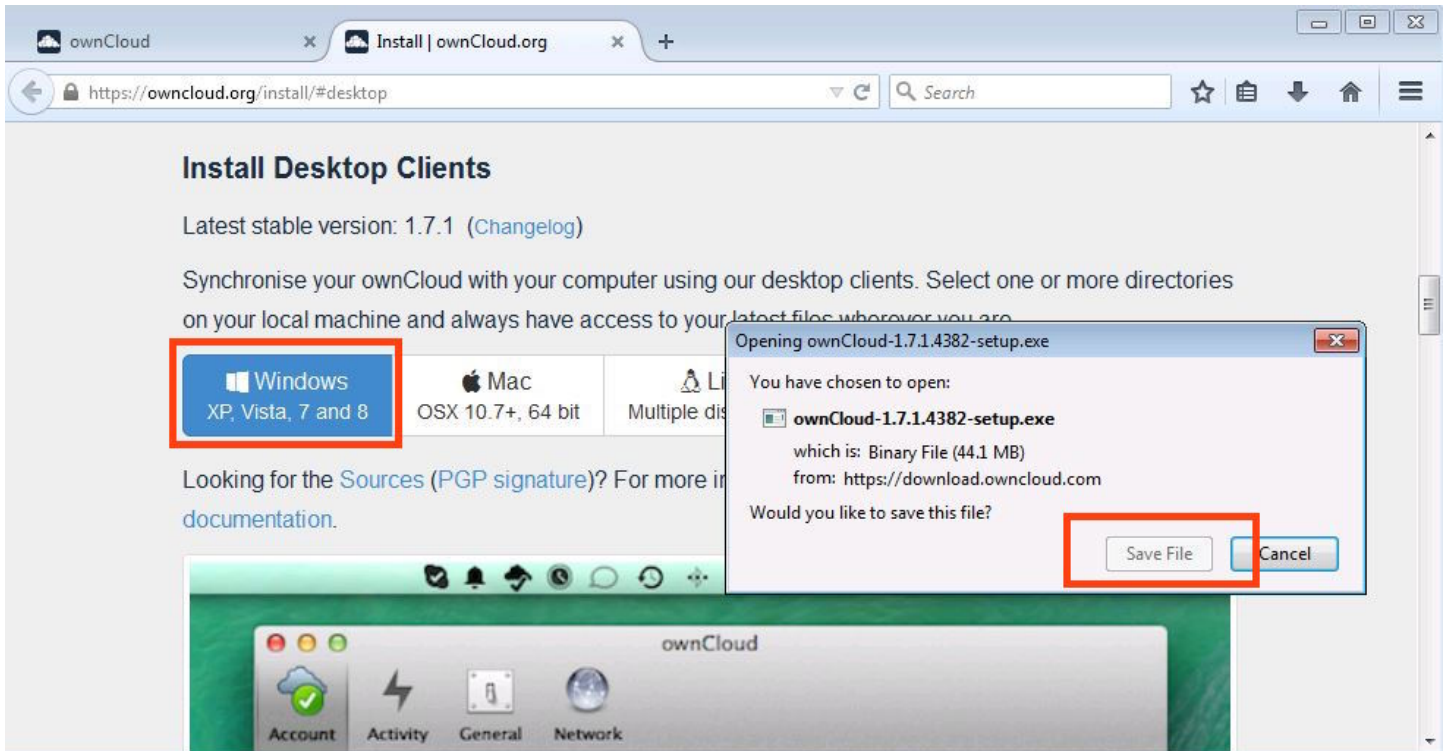 ownCloud
Install | ownCloud.org
https://owncloud.org/install/#desktop
Search
Install Desktop Clients
Latest stable version: 1.7.1 (Changelog)
Synchronise your ownCloud with your computer using our desktop clients. Select one or more directories
on your local machine and always have access to your latest files wherever you are
Windows
XP, Vista, 7 and 8
Mac
OSX 10.7+, 64 bit
Li
Multiple dis
Looking for the Sources (PGP signature)? For more in
documentation.
Opening ownCloud-1.7.1.4382-setup.exe
You have chosen to open:
ownCloud-1.7.1.4382-setup.exe
which is: Binary File (44.1 MB)
from: https://download.owncloud.com
Would you like to save this file?
Save File
Cancel
ownCloud
Account
Activity
General
Network